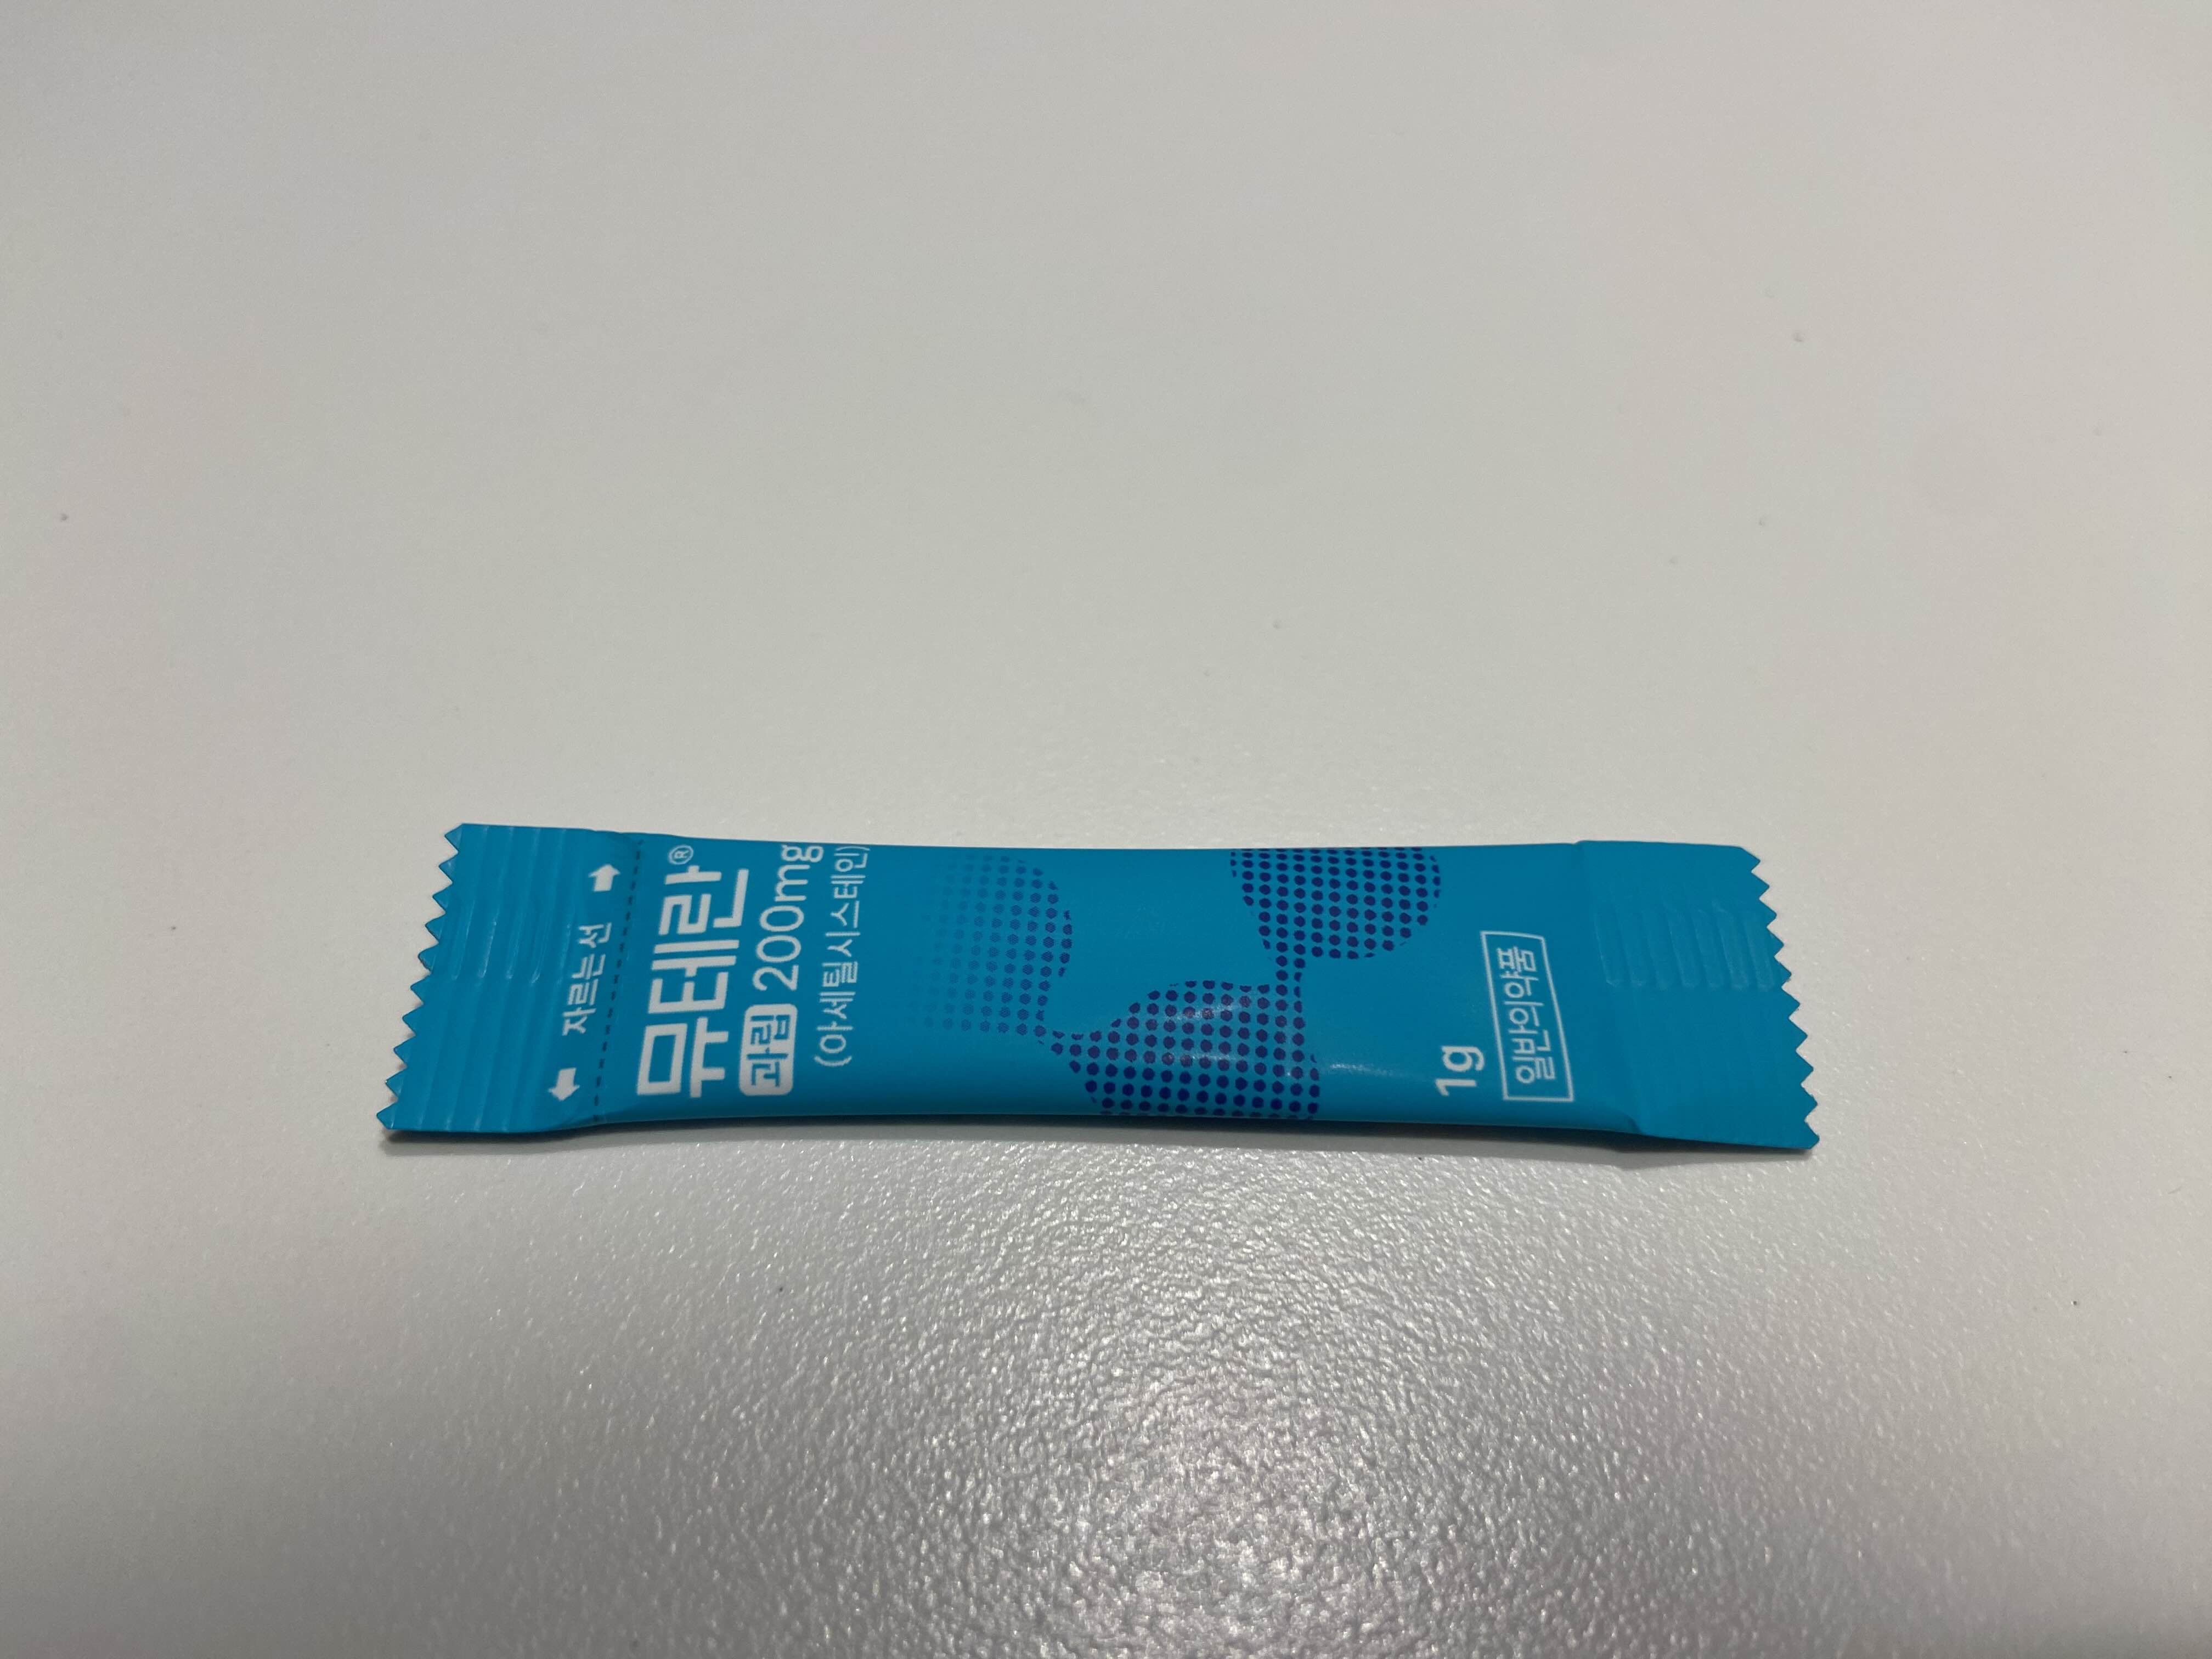 자르는선
뮤테란®
과립 200mg
(아세틸시스테인)
1g
일반의약품